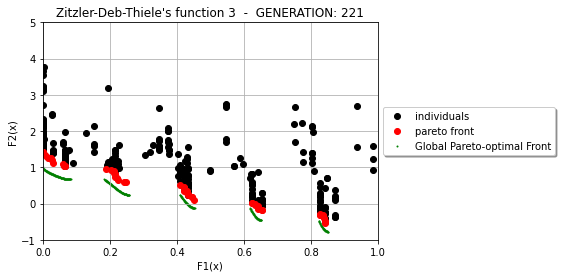 Zitzler-Deb-Thiele's function 3 - GENERATION: 221
5
4
3
2
1
0
−1
F2(x)
0.0 0.2 0.4 0.6 0.8 1.0
F1(x)
individuals
pareto front
Global Pareto-optimal Front